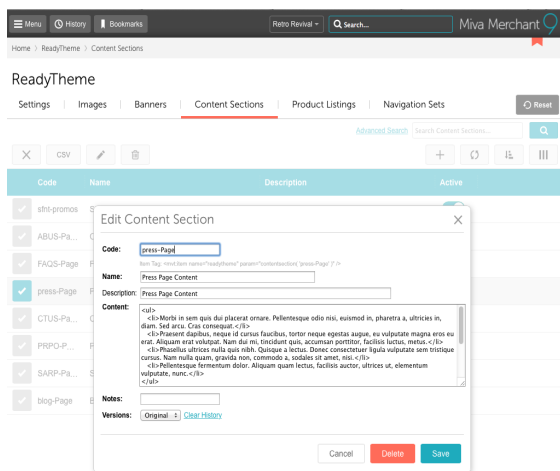 Menu History Bookmarks Retro Revival Search... Miva Merchant 9
Home > ReadyTheme > Content Sections
ReadyTheme
Settings Images Banners Content Sections Product Listings Navigation Sets Reset
Advanced Search Search Content Sections...
CSV
Code Name Description Active
sfnt-promos S
Edit Content Section
ABUS-Pa...
Code: press-Page
FAQS-Page F
Item Tag: <mvt:item name="readytheme" param="contentsection( 'press-Page' )" />
Name: Press Page Content
press-Page P
Description: Press Page Content
CTUS-Pa... C
Content: <ul>
<li>Morbi in sem quis dui placerat ornare. Pellentesque odio nisi, euismod in, pharetra a, ultricies in,
diam. Sed arcu. Cras consequat.</li>
PRPO-P...
<li>Praesent dapibus, neque id cursus faucibus, tortor neque egestas augue, eu vulputate magna eros eu
erat. Aliquam erat volutpat. Nam dui mi, tincidunt quis, accumsan porttitor, facilisis luctus, metus.</li>
<li>Phasellus ultrices nulla quis nibh. Quisque a lectus. Donec consectetuer ligula vulputate sem tristique
cursus. Nam nulla quam, gravida non, commodo a, sodales sit amet, nisi.</li>
SARP-Pa... S
<li>Pellentesque fermentum dolor. Aliquam quam lectus, facilisis auctor, ultrices ut, elementum
vulputate, nunc.</li>
</ul>
blog-Page B
Notes:
Versions: Original Clear History
Cancel Delete Save